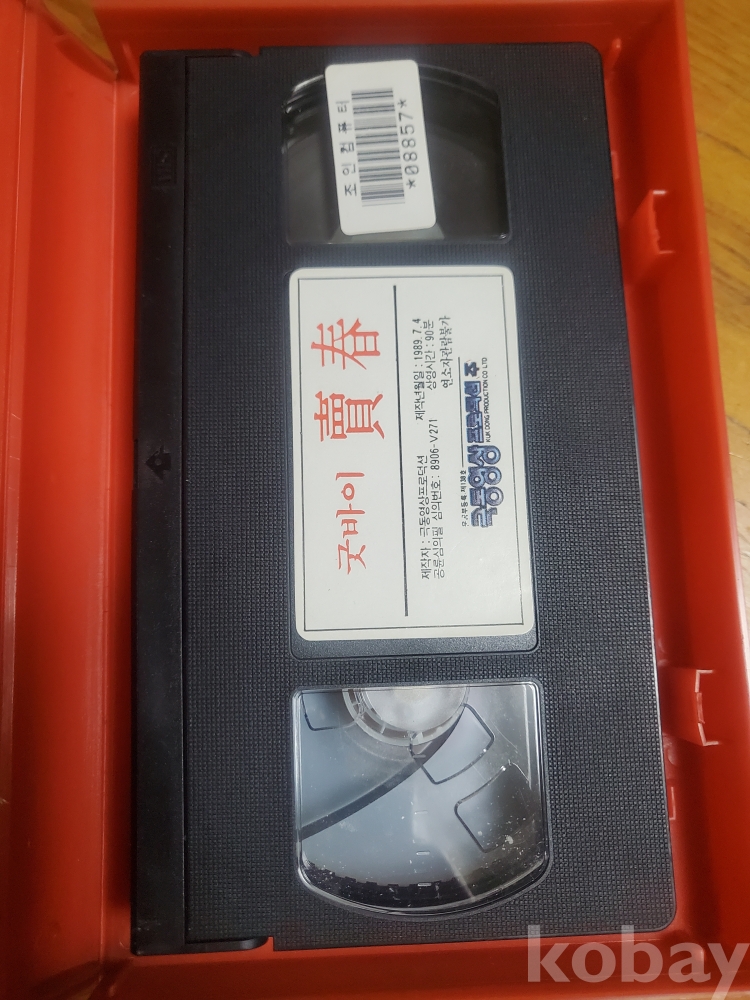 조인컴퓨터
*08857*
굿바이 賣春
제작자 : 극동영상프로덕션 제작년월일 : 1989. 7. 4
공륜심의필 심의번호 : 8906-V271 상영시간 : 90분
연소자관람불가
극동영상프로덕션 주
KUK DONG PRODUCTION CO LTD
kobay